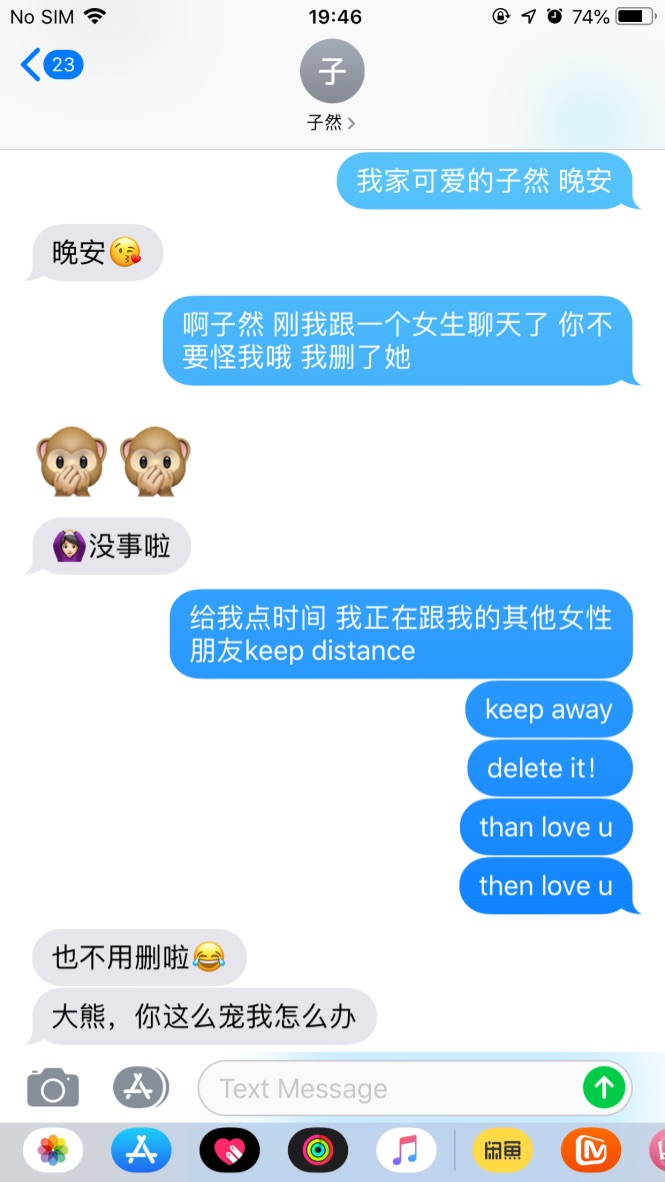 No SIM 19:46 74%
23
子
子然
我家可爱的子然 晚安
晚安😘
啊子然 刚我跟一个女生聊天了 你不
要怪我哦 我删了她
🙊🙊
🙆🏻‍♀️没事啦
给我点时间 我正在跟我的其他女性
朋友keep distance
keep away
delete it！
than love u
then love u
也不用删啦😂
大熊，你这么宠我怎么办
Text Message
闲鱼